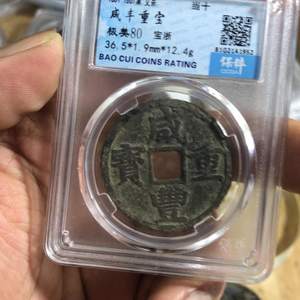 當十
咸丰重宝
极美80 宝浙
36.5*1.9mm*12.4g
BAO CUI COINS RATING
保粹
咸
寶 重
豐